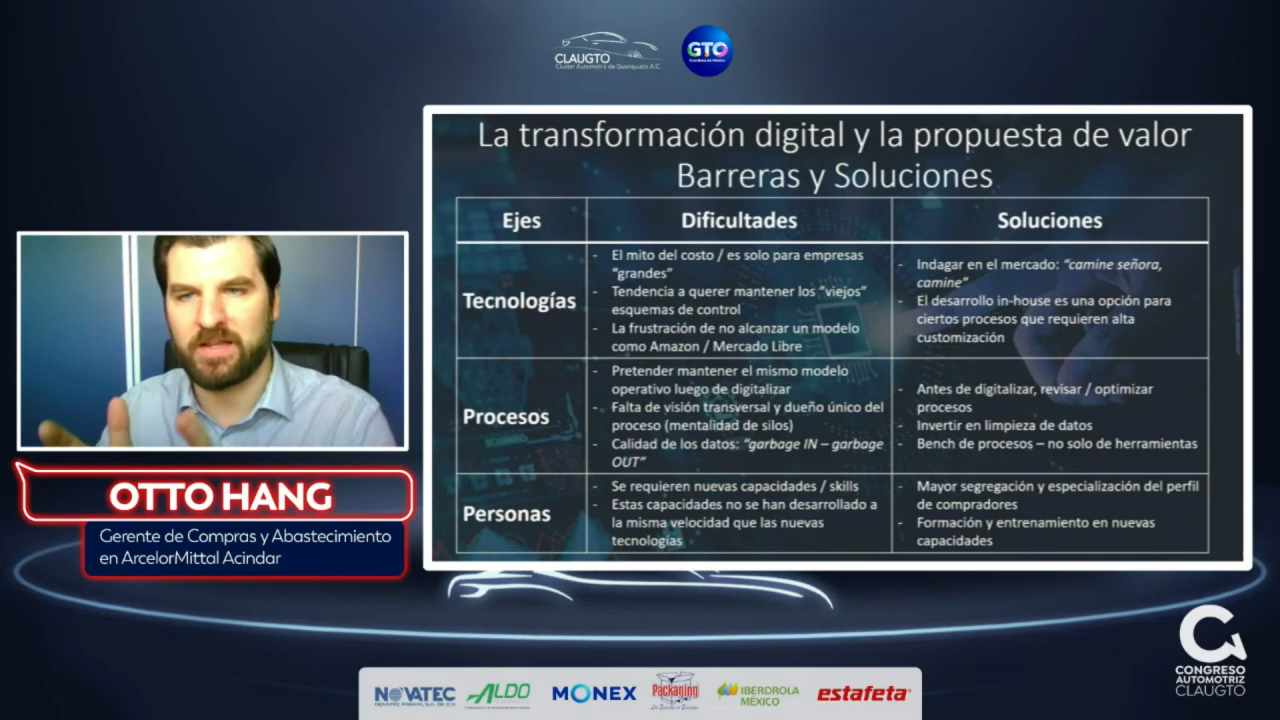 CLAUGTO
Cluster Automotriz de Guanajuato A.C.
GTO
Grandeza de México
La transformación digital y la propuesta de valor
Barreras y Soluciones
Ejes
Dificultades
Soluciones
Tecnologías
- El mito del costo / es solo para empresas
“grandes”
- Tendencia a querer mantener los “viejos”
esquemas de control
- La frustración de no alcanzar un modelo
como Amazon / Mercado Libre
- Indagar en el mercado: “camine señora,
camine”
- El desarrollo in-house es una opción para
ciertos procesos que requieren alta
customización
Procesos
- Pretender mantener el mismo modelo
operativo luego de digitalizar
- Falta de visión transversal y dueño único del
proceso (mentalidad de silos)
- Calidad de los datos: “garbage IN – garbage
OUT”
- Antes de digitalizar, revisar / optimizar
procesos
- Invertir en limpieza de datos
- Bench de procesos – no solo de herramientas
Personas
- Se requieren nuevas capacidades / skills
- Estas capacidades no se han desarrollado a
la misma velocidad que las nuevas
tecnologías
- Mayor segregación y especialización del perfil
de compradores
- Formación y entrenamiento en nuevas
capacidades
OTTO HANG
Gerente de Compras y Abastecimiento
en ArcelorMittal Acindar
CONGRESO
AUTOMOTRIZ
CLAUGTO
NOVATEC
NOVATEC PAGANI, S.A. DE C.V.
ALDO
MONEX
Packaging
IBERDROLA
MÉXICO
estafeta